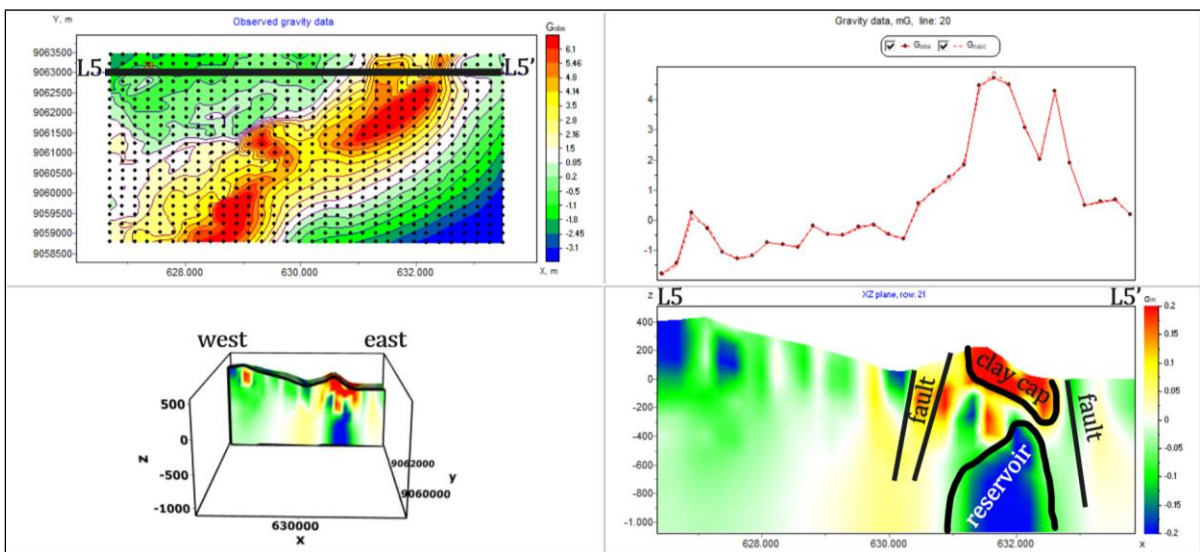 Y, m
Observed gravity data
Gobs
9063500
9063000
9062500
9062000
9061500
9061000
9060500
9060000
9059500
9059000
9058500
L5
L5'
6.1
5.46
4.8
4.14
3.5
2.8
2.16
1.5
0.85
0.2
-0.5
-1.1
-1.8
-2.45
-3.1
628.000
630.000
632.000
X, m
Gravity data, mG, line: 20
Gobs
Gcalc
4
3
2
1
0
-1
west
east
500
0
-500
-1000
z
630000
x
9062000
y
9060000
L5
L5'
z
XZ plane, row: 21
σm
400
200
0
-200
-400
-600
-800
-1.000
fault
clay cap
fault
reservoir
0.2
0.15
0.1
0.05
0
-0.05
-0.1
-0.15
-0.2
628.000
630.000
632.000
x